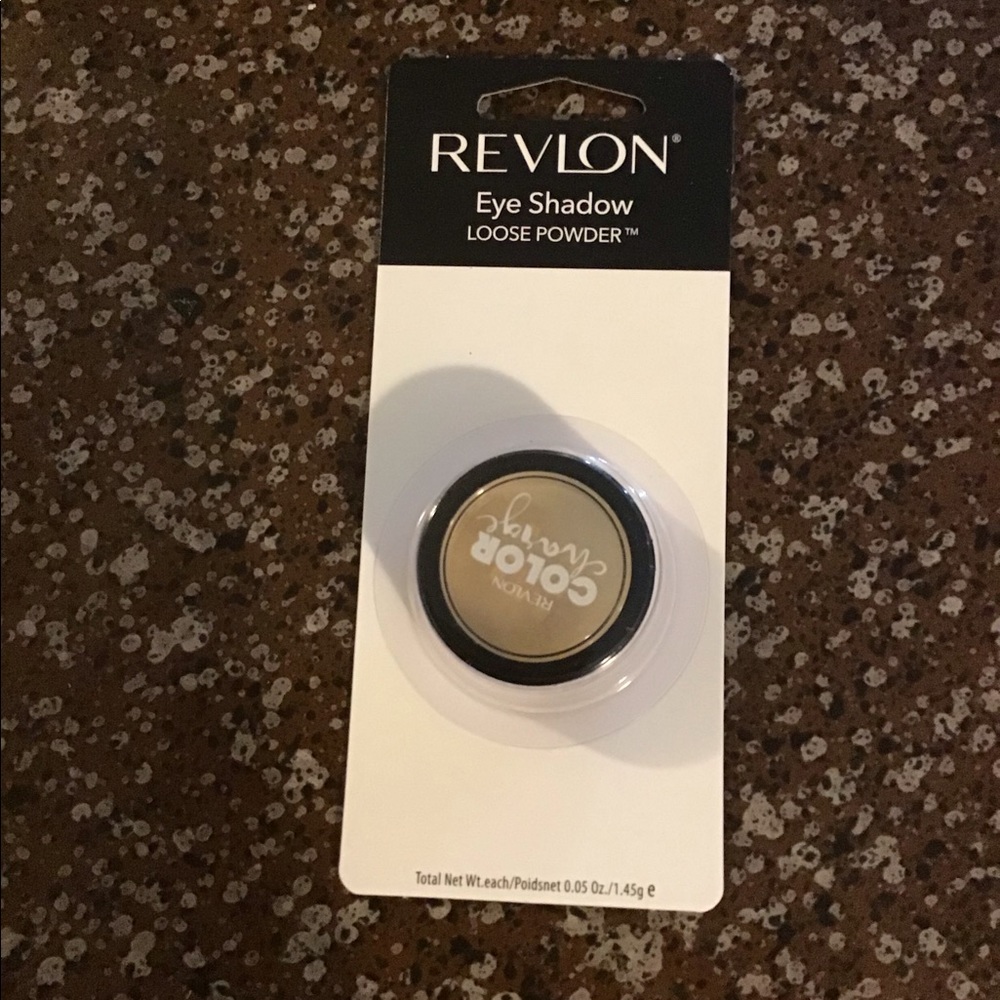 REVLON®
Eye Shadow
LOOSE POWDER™
REVLON
COLOR
charge
Total Net Wt.each/Poidsnet 0.05 Oz./1.45g e